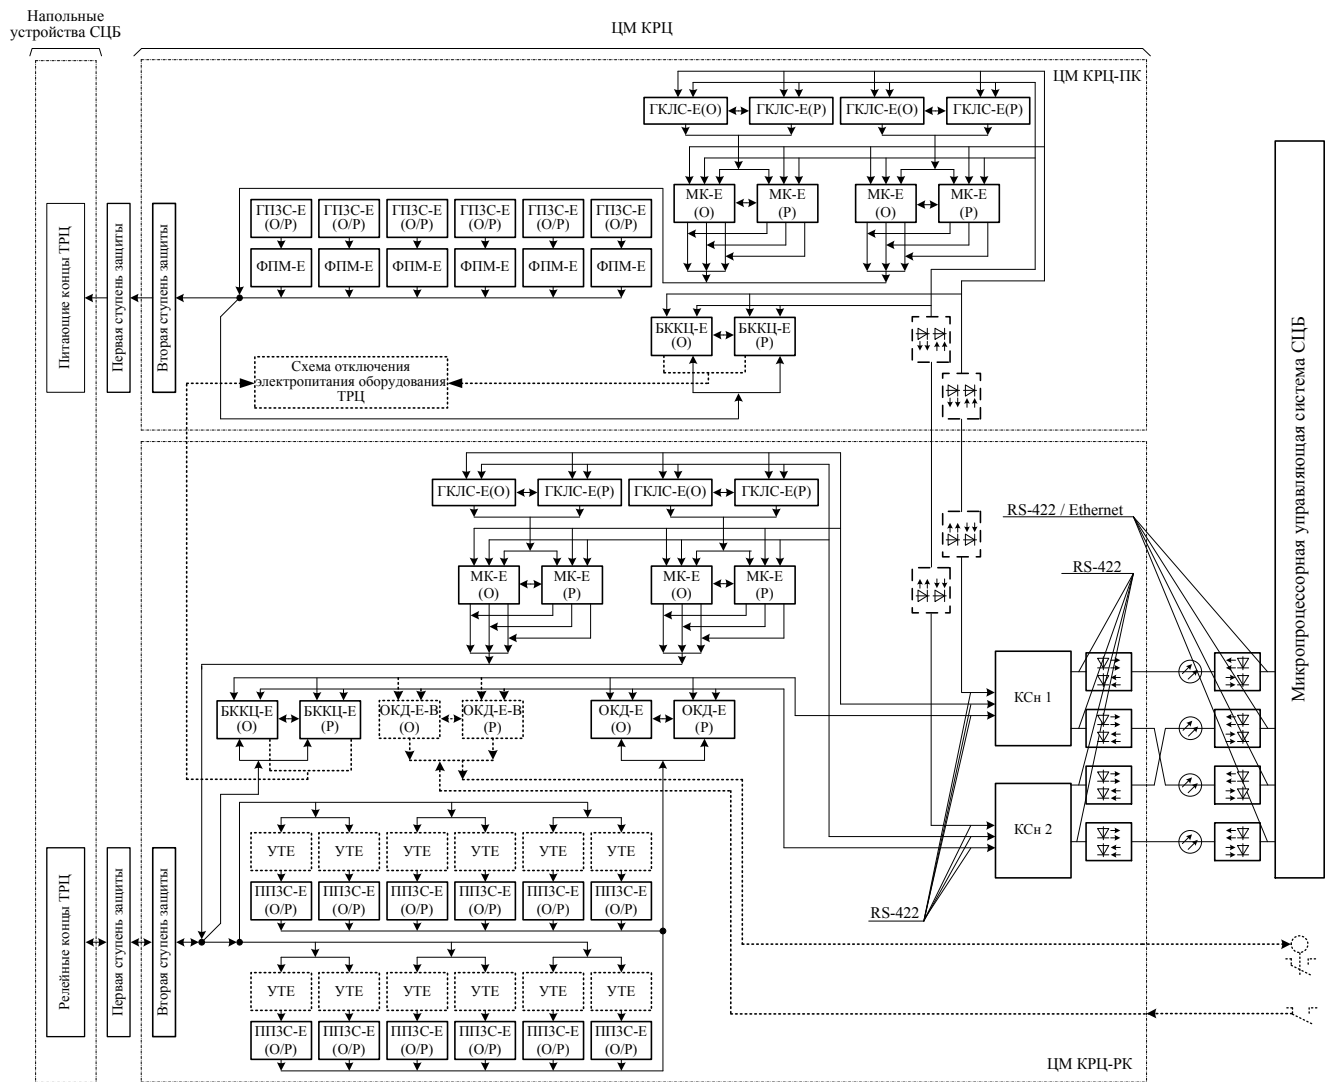 Напольные
устройства СЦБ
ЦМ КРЦ
ЦМ КРЦ-ПК
ГКЛС-Е(О) ГКЛС-Е(Р) ГКЛС-Е(О) ГКЛС-Е(Р)
МК-Е МК-Е МК-Е МК-Е
(О) (Р) (О) (Р)
ГПЗС-Е ГПЗС-Е ГПЗС-Е ГПЗС-Е ГПЗС-Е ГПЗС-Е
(О/Р) (О/Р) (О/Р) (О/Р) (О/Р) (О/Р)
ФПМ-Е ФПМ-Е ФПМ-Е ФПМ-Е ФПМ-Е ФПМ-Е
Питающие концы ТРЦ
Первая ступень защиты
Вторая ступень защиты
БККЦ-Е БККЦ-Е
(О) (Р)
Схема отключения
электропитания оборудования
ТРЦ
Микропроцессорная управляющая система СЦБ
ГКЛС-Е(О) ГКЛС-Е(Р) ГКЛС-Е(О) ГКЛС-Е(Р)
RS-422 / Ethernet
RS-422
МК-Е МК-Е МК-Е МК-Е
(О) (Р) (О) (Р)
КСн 1
БККЦ-Е БККЦ-Е ОКД-Е-В ОКД-Е-В ОКД-Е ОКД-Е
(О) (Р) (О) (Р) (О) (Р)
КСн 2
УТЕ УТЕ УТЕ УТЕ УТЕ УТЕ
ППЗС-Е ППЗС-Е ППЗС-Е ППЗС-Е ППЗС-Е ППЗС-Е
(О/Р) (О/Р) (О/Р) (О/Р) (О/Р) (О/Р)
RS-422
Релейные концы ТРЦ
Первая ступень защиты
Вторая ступень защиты
УТЕ УТЕ УТЕ УТЕ УТЕ УТЕ
ППЗС-Е ППЗС-Е ППЗС-Е ППЗС-Е ППЗС-Е ППЗС-Е
(О/Р) (О/Р) (О/Р) (О/Р) (О/Р) (О/Р)
ЦМ КРЦ-РК